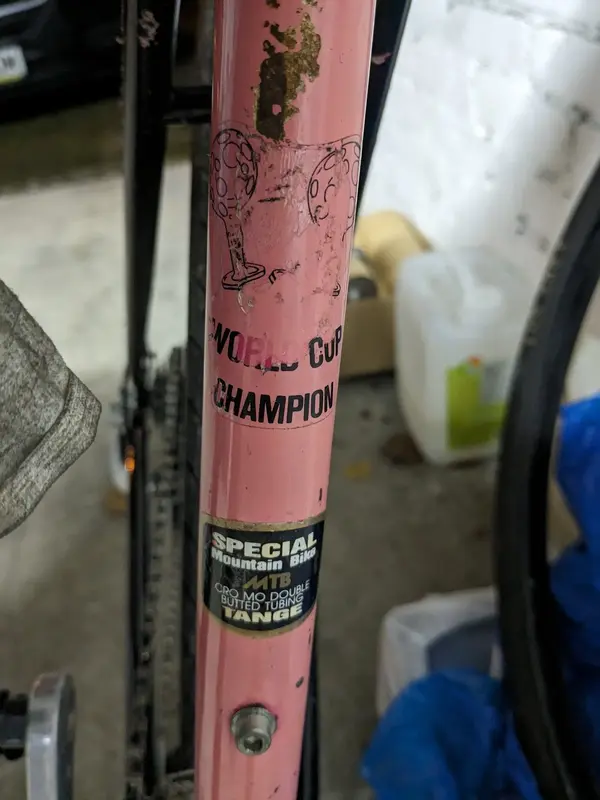 WORLD CUP
CHAMPION
SPECIAL
Mountain Bike
MTB
CRO MO DOUBLE
BUTTED TUBING
TANGE